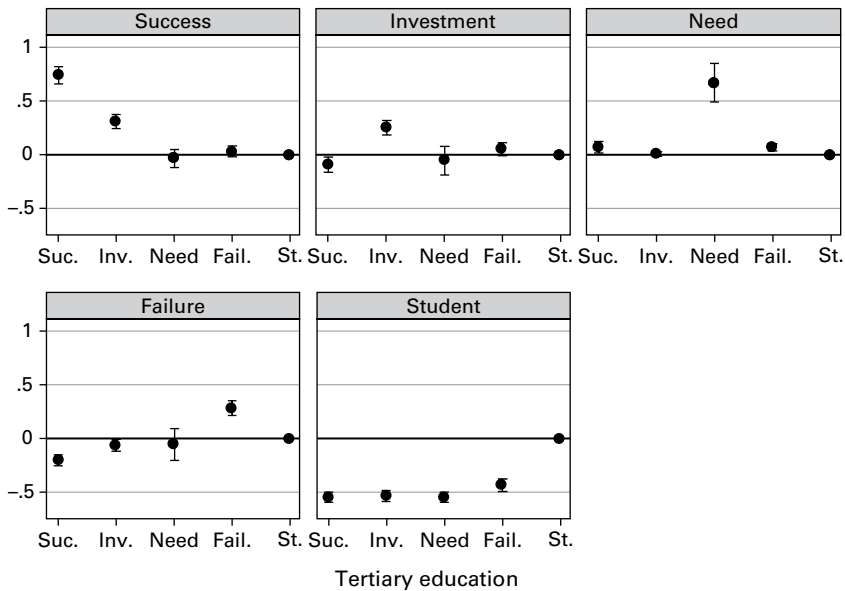 Success Investment Need
1
.5
0
–.5
Suc. Inv. Need Fail. St. Suc. Inv. Need Fail. St. Suc. Inv. Need Fail. St.
Failure Student
1
.5
0
–.5
Suc. Inv. Need Fail. St. Suc. Inv. Need Fail. St.
Tertiary education